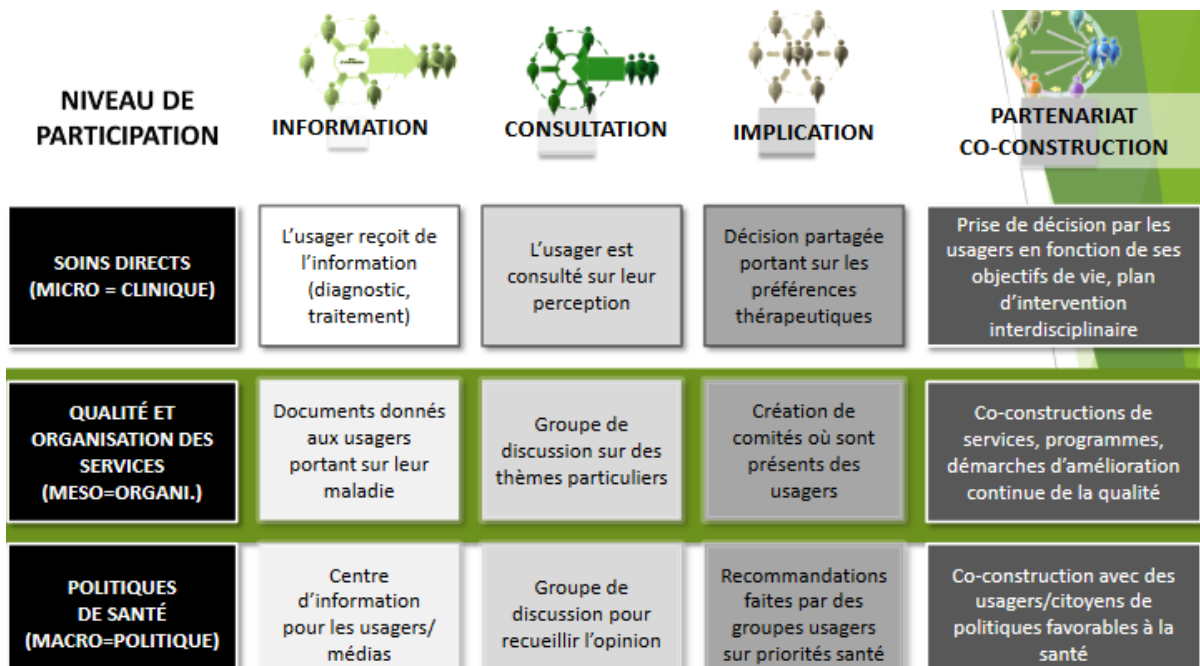 NIVEAU DE
PARTICIPATION
INFORMATION
CONSULTATION
IMPLICATION
PARTENARIAT
CO-CONSTRUCTION
SOINS DIRECTS
(MICRO = CLINIQUE)
L’usager reçoit de
l’information
(diagnostic,
traitement)
L’usager est
consulté sur leur
perception
Décision partagée
portant sur les
préférences
thérapeutiques
Prise de décision par les
usagers en fonction de ses
objectifs de vie, plan
d’intervention
interdisciplinaire
QUALITÉ ET
ORGANISATION DES
SERVICES
(MESO=ORGANI.)
Documents donnés
aux usagers
portant sur leur
maladie
Groupe de
discussion sur des
thèmes particuliers
Création de
comités où sont
présents des
usagers
Co-constructions de
services, programmes,
démarches d’amélioration
continue de la qualité
POLITIQUES
DE SANTÉ
(MACRO=POLITIQUE)
Centre
d’information
pour les usagers/
médias
Groupe de
discussion pour
recueillir l’opinion
Recommandations
faites par des
groupes usagers
sur priorités santé
Co-construction avec des
usagers/citoyens de
politiques favorables à la
santé